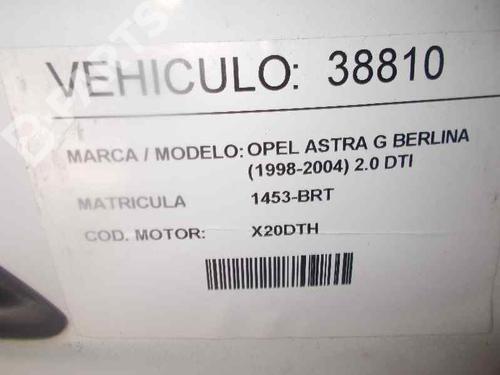 VEHICULO: 38810
MARCA / MODELO: OPEL ASTRA G BERLINA
(1998-2004) 2.0 DTI
MATRICULA 1453-BRT
COD. MOTOR: X20DTH